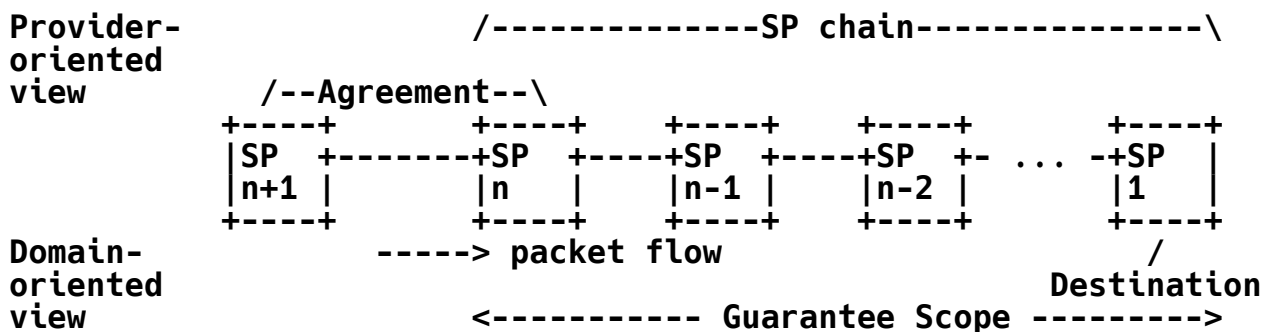 Provider-                  /--------------SP chain---------------\
oriented
view         /--Agreement--\
           +----+       +----+    +----+    +----+       +----+
           |SP  +-------+SP  +----+SP  +----+SP  +- ... -+SP  |
           |n+1 |       |n   |    |n-1 |    |n-2 |       |1   |
           +----+       +----+    +----+    +----+       +----+
Domain-            -----> packet flow                      /
oriented                                              Destination
view                    <----------- Guarantee Scope --------->